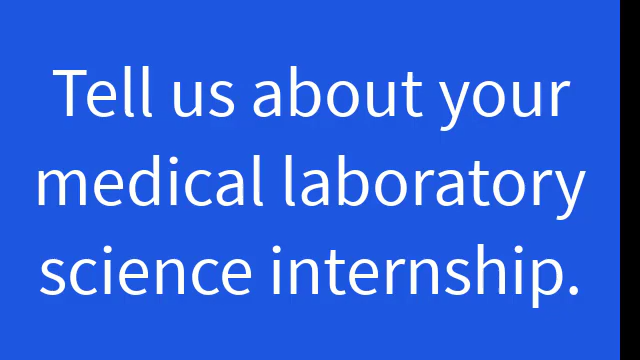 Tell us about your
medical laboratory
science internship.